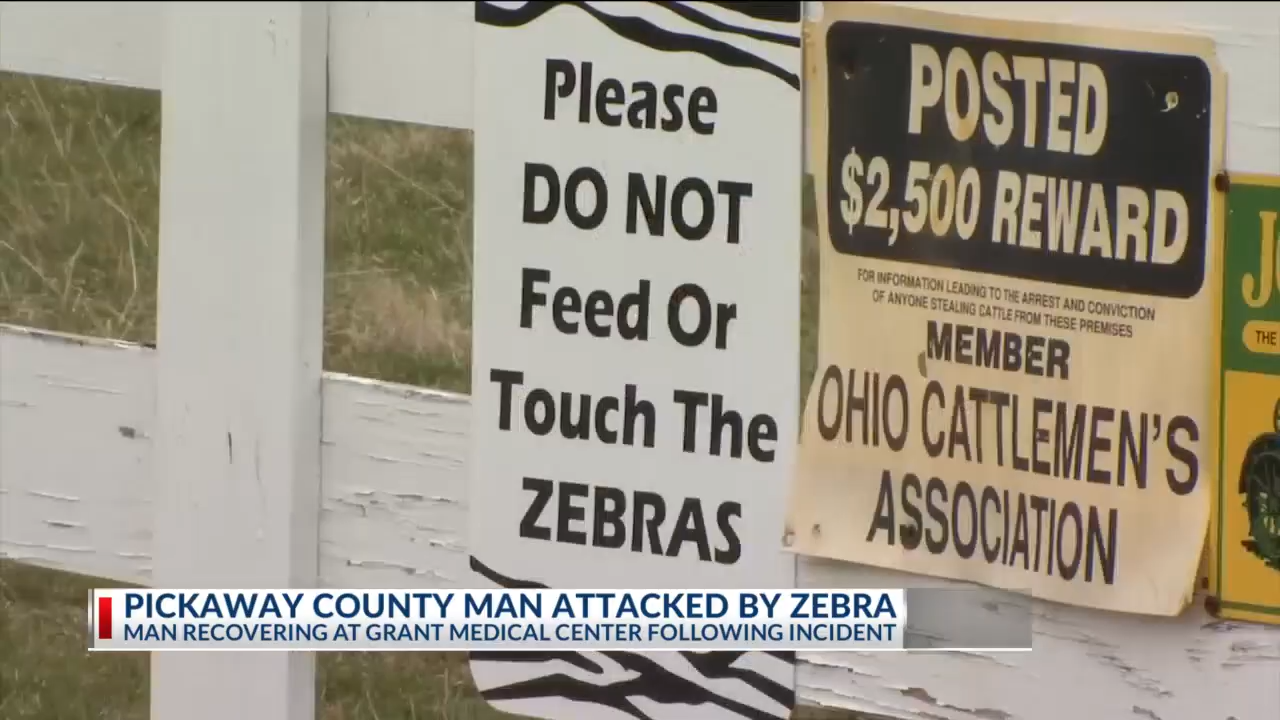 Please
DO NOT
Feed Or
Touch The
ZEBRAS
POSTED
$2,500 REWARD
FOR INFORMATION LEADING TO THE ARREST AND CONVICTION
OF ANYONE STEALING CATTLE FROM THESE PREMISES
MEMBER
OHIO CATTLEMEN'S
ASSOCIATION
THE
PICKAWAY COUNTY MAN ATTACKED BY ZEBRA
MAN RECOVERING AT GRANT MEDICAL CENTER FOLLOWING INCIDENT